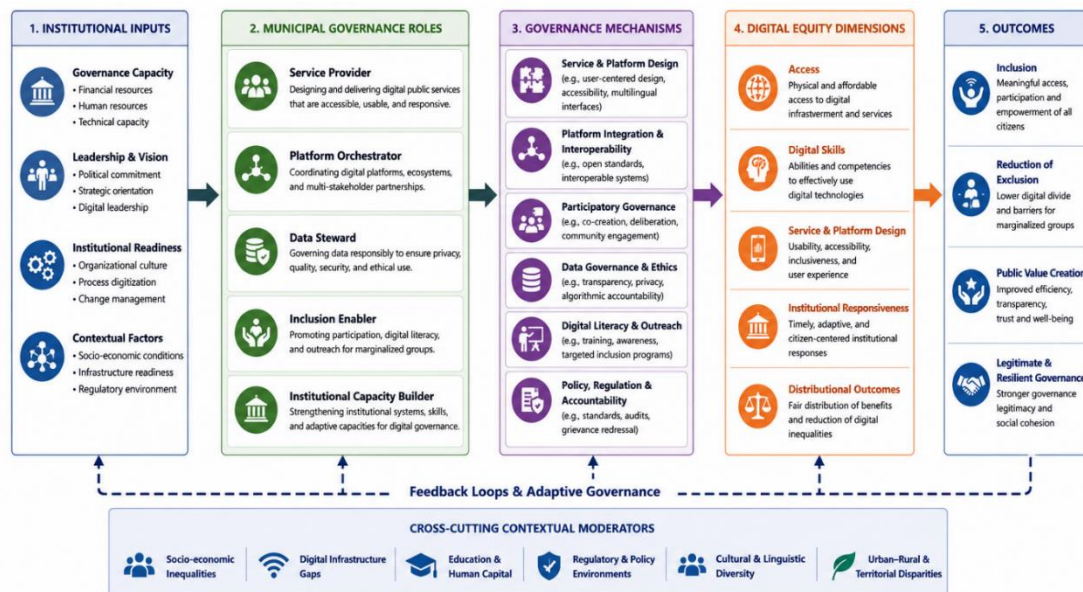 1. INSTITUTIONAL INPUTS
Governance Capacity
• Financial resources
• Human resources
• Technical capacity
Leadership & Vision
• Political commitment
• Strategic orientation
• Digital leadership
Institutional Readiness
• Organizational culture
• Process digitization
• Change management
Contextual Factors
• Socio-economic conditions
• Infrastructure readiness
• Regulatory environment
2. MUNICIPAL GOVERNANCE ROLES
Service Provider
Designing and delivering digital public services
that are accessible, usable, and responsive.
Platform Orchestrator
Coordinating digital platforms, ecosystems,
and multi-stakeholder partnerships.
Data Steward
Governing data responsibly to ensure privacy,
quality, security, and ethical use.
Inclusion Enabler
Promoting participation, digital literacy,
and outreach for marginalized groups.
Institutional Capacity Builder
Strengthening institutional systems, skills,
and adaptive capacities for digital governance.
3. GOVERNANCE MECHANISMS
Service & Platform Design
(e.g., user-centered design,
accessibility, multilingual
interfaces)
Platform Integration &
Interoperability
(e.g., open standards,
interoperable systems)
Participatory Governance
(e.g., co-creation, deliberation,
community engagement)
Data Governance & Ethics
(e.g., transparency, privacy,
algorithmic accountability)
Digital Literacy & Outreach
(e.g., training, awareness,
targeted inclusion programs)
Policy, Regulation &
Accountability
(e.g., standards, audits,
grievance redressal)
4. DIGITAL EQUITY DIMENSIONS
Access
Physical and affordable
access to digital
infrastverment and services
Digital Skills
Abilities and competencies
to effectively use
digital technologies
Service & Platform Design
Usability, accessibility,
inclusiveness, and
user experience
Institutional Responsiveness
Timely, adaptive, and
citizen-centered institutional
responses
Distributional Outcomes
Fair distribution of benefits
and reduction of digital
inequalities
5. OUTCOMES
Inclusion
Meaningful access,
participation and
empowerment of all
citizens
Reduction of
Exclusion
Lower digital divide
and barriers for
marginalized groups
Public Value Creation
Improved efficiency,
transparency,
trust and well-being
Legitimate &
Resilient Governance
Stronger governance
legitimacy and
social cohesion
Feedback Loops & Adaptive Governance
CROSS-CUTTING CONTEXTUAL MODERATORS
Socio-economic
Inequalities
Digital Infrastructure
Gaps
Education &
Human Capital
Regulatory & Policy
Environments
Cultural & Linguistic
Diversity
Urban–Rural &
Territorial Disparities